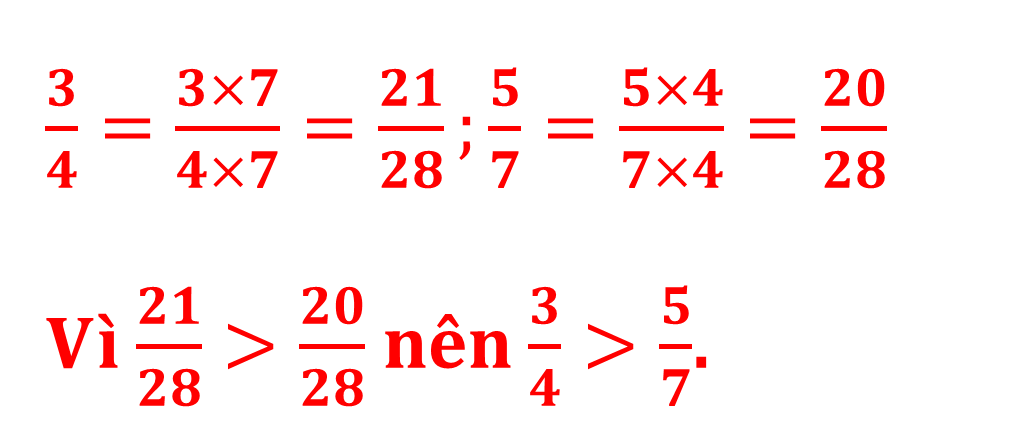 3/4 = 3×7/4×7 = 21/28 ; 5/7 = 5×4/7×4 = 20/28
Vì 21/28 > 20/28 nên 3/4 > 5/7.